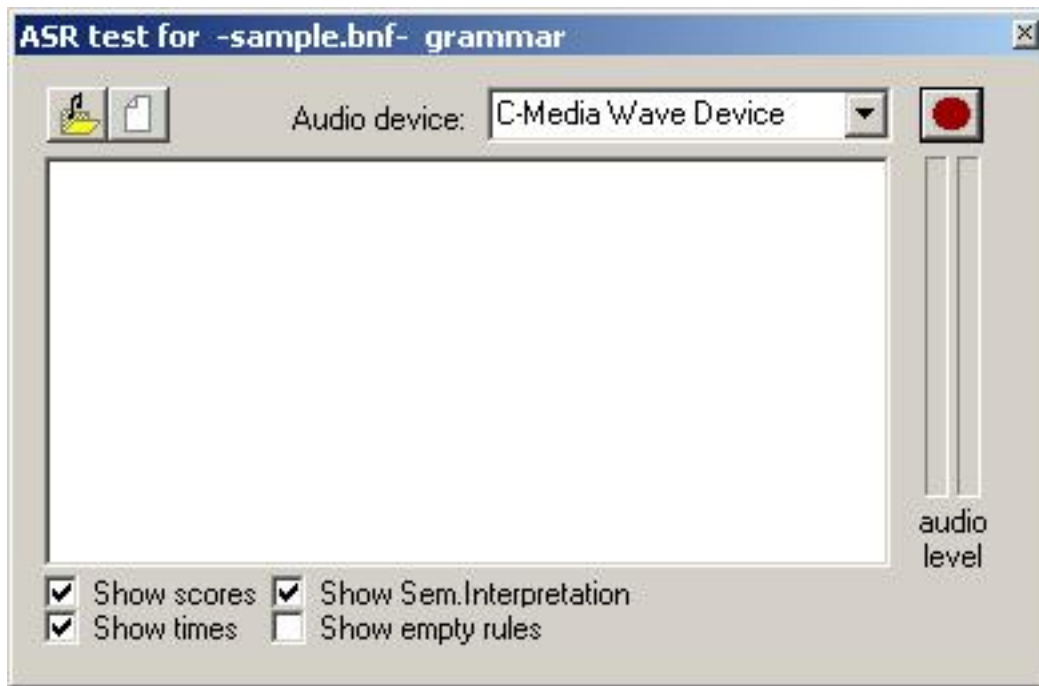 ASR test for -sample.bnf- grammar
Audio device: C-Media Wave Device
audio
level
Show scores Show Sem.Interpretation
Show times Show empty rules